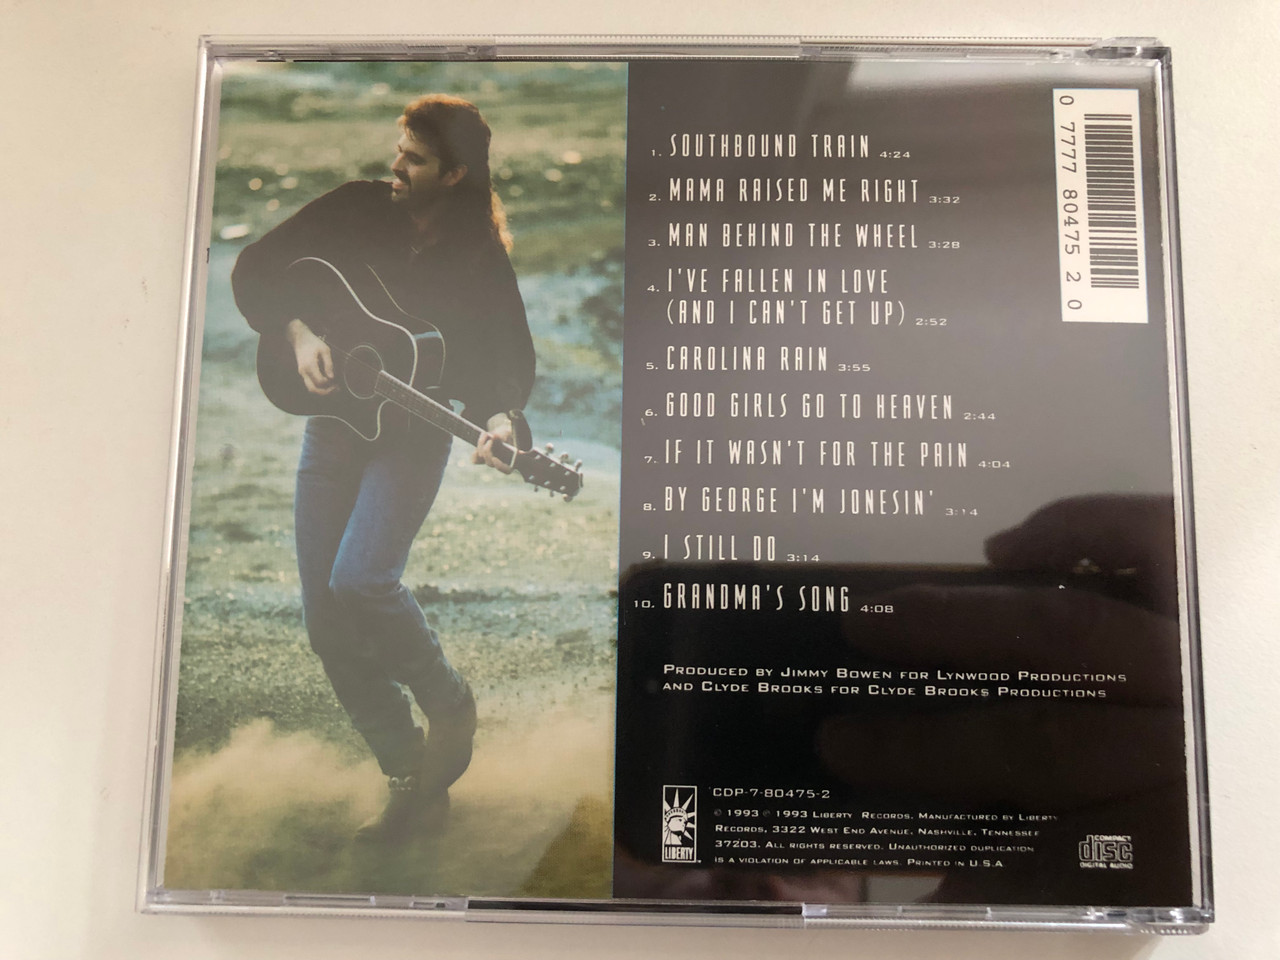 1. SOUTHBOUND TRAIN 4:24
2. MAMA RAISED ME RIGHT 3:32
3. MAN BEHIND THE WHEEL 3:28
4. I'VE FALLEN IN LOVE
(AND I CAN'T GET UP) 2:52
5. CAROLINA RAIN 3:55
6. GOOD GIRLS GO TO HEAVEN 2:44
7. IF IT WASN'T FOR THE PAIN 4:04
8. BY GEORGE I'M JONESIN' 3:14
9. I STILL DO 3:14
10. GRANDMA'S SONG 4:08
PRODUCED BY JIMMY BOWEN FOR LYNWOOD PRODUCTIONS
AND CLYDE BROOKS FOR CLYDE BROOKS PRODUCTIONS
CDP-7-80475-2
℗ 1993 © 1993 LIBERTY RECORDS. MANUFACTURED BY LIBERTY
RECORDS, 3322 WEST END AVENUE, NASHVILLE, TENNESSEE
37203. ALL RIGHTS RESERVED. UNAUTHORIZED DUPLICATION
IS A VIOLATION OF APPLICABLE LAWS. PRINTED IN U.S.A
LIBERTY
COMPACT
disc
DIGITAL AUDIO
0 7777 80475 2 0